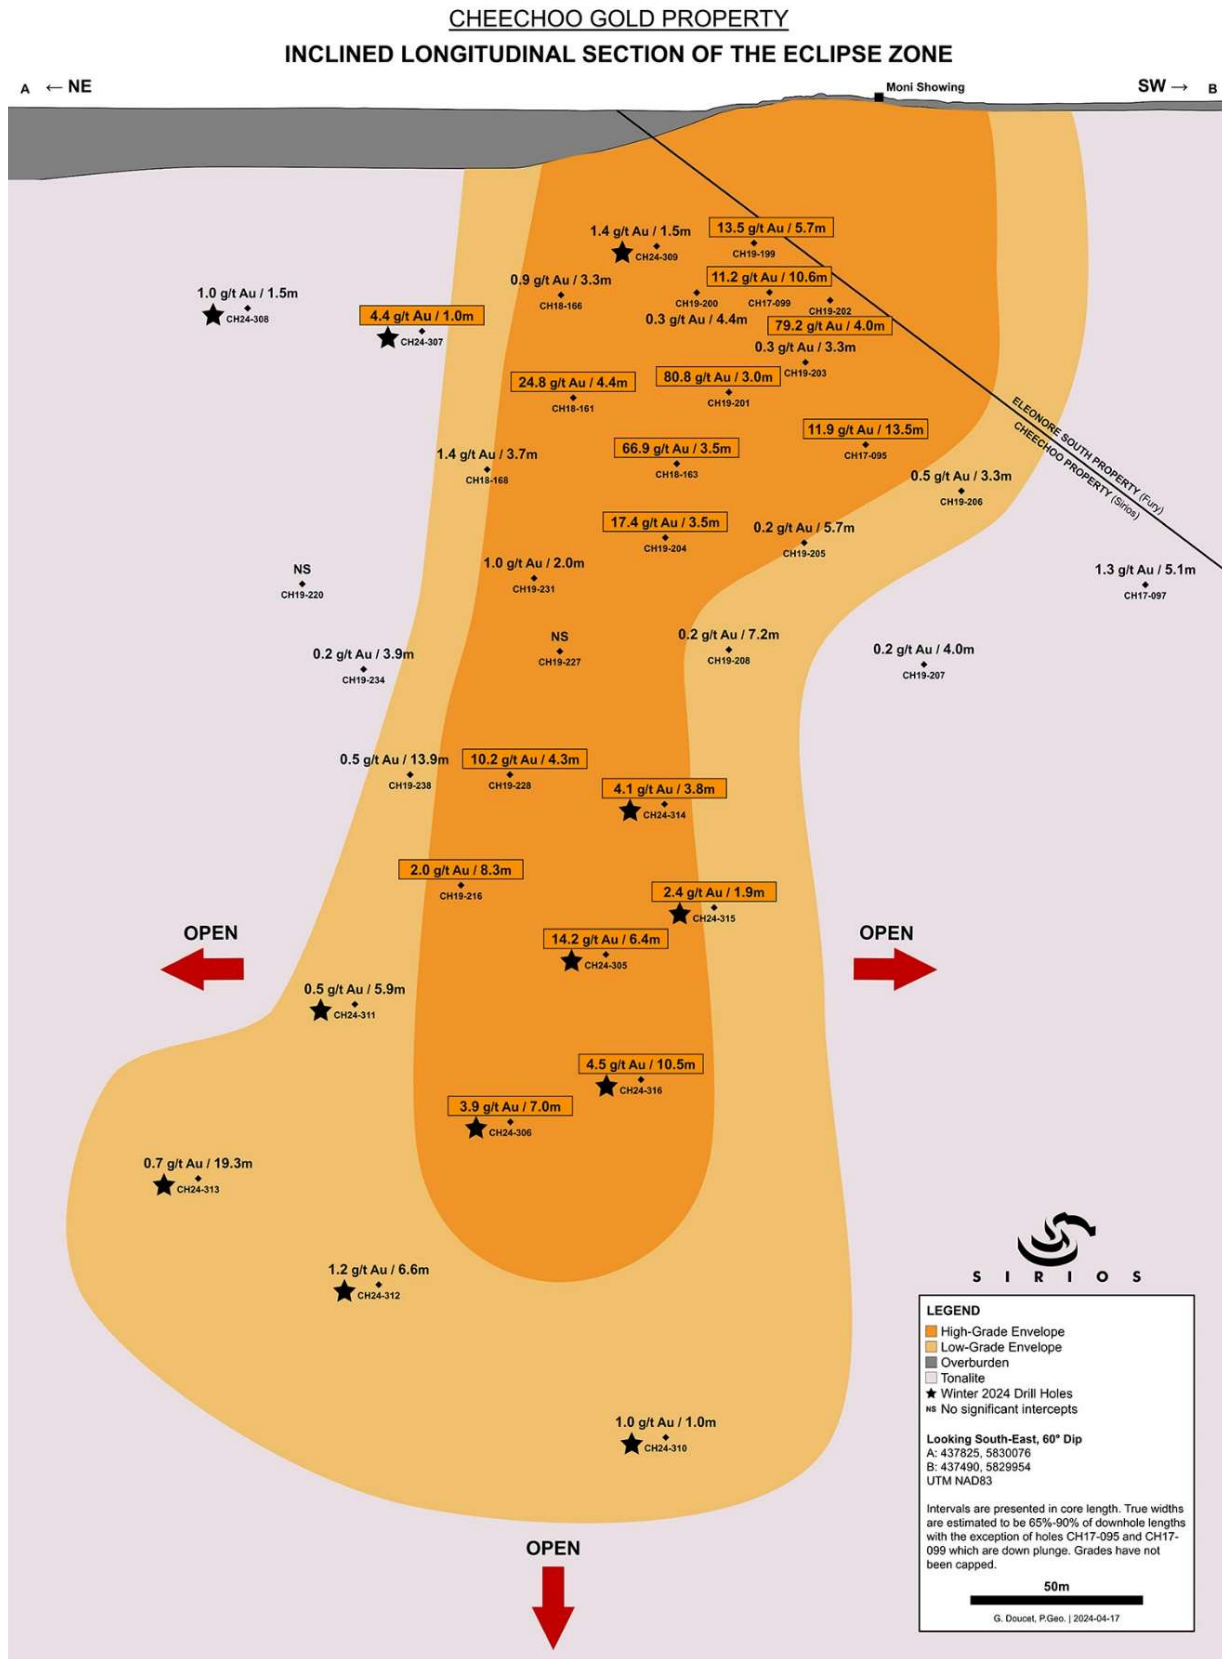 CHEECHOO GOLD PROPERTY
INCLINED LONGITUDINAL SECTION OF THE ECLIPSE ZONE
A ← NE
Moni Showing
SW → B
13.5 g/t Au / 5.7m
CH19-199
1.4 g/t Au / 1.5m
CH24-309
0.9 g/t Au / 3.3m
CH18-166
11.2 g/t Au / 10.6m
CH17-099
CH19-200
0.3 g/t Au / 4.4m
CH19-202
79.2 g/t Au / 4.0m
1.0 g/t Au / 1.5m
CH24-308
4.4 g/t Au / 1.0m
CH24-307
0.3 g/t Au / 3.3m
CH19-203
24.8 g/t Au / 4.4m
CH18-161
80.8 g/t Au / 3.0m
CH19-201
ELEONORE SOUTH PROPERTY (Fury)
CHEECHOO PROPERTY (Sirios)
11.9 g/t Au / 13.5m
CH17-095
1.4 g/t Au / 3.7m
CH18-168
66.9 g/t Au / 3.5m
CH18-163
0.5 g/t Au / 3.3m
CH19-206
17.4 g/t Au / 3.5m
CH19-204
0.2 g/t Au / 5.7m
CH19-205
NS
CH19-220
1.0 g/t Au / 2.0m
CH19-231
1.3 g/t Au / 5.1m
CH17-097
0.2 g/t Au / 3.9m
CH19-234
NS
CH19-227
0.2 g/t Au / 7.2m
CH19-208
0.2 g/t Au / 4.0m
CH19-207
0.5 g/t Au / 13.9m
CH19-238
10.2 g/t Au / 4.3m
CH19-228
4.1 g/t Au / 3.8m
CH24-314
2.0 g/t Au / 8.3m
CH19-216
2.4 g/t Au / 1.9m
CH24-315
OPEN
14.2 g/t Au / 6.4m
CH24-305
OPEN
0.5 g/t Au / 5.9m
CH24-311
4.5 g/t Au / 10.5m
CH24-316
3.9 g/t Au / 7.0m
CH24-306
0.7 g/t Au / 19.3m
CH24-313
1.2 g/t Au / 6.6m
CH24-312
1.0 g/t Au / 1.0m
CH24-310
OPEN
SIRIOS
LEGEND
High-Grade Envelope
Low-Grade Envelope
Overburden
Tonalite
★ Winter 2024 Drill Holes
NS No significant intercepts
Looking South-East, 60° Dip
A: 437825, 5830076
B: 437490, 5829954
UTM NAD83
Intervals are presented in core length. True widths
are estimated to be 65%-90% of downhole lengths
with the exception of holes CH17-095 and CH17-
099 which are down plunge. Grades have not
been capped.
50m
G. Doucet, P.Geo. | 2024-04-17